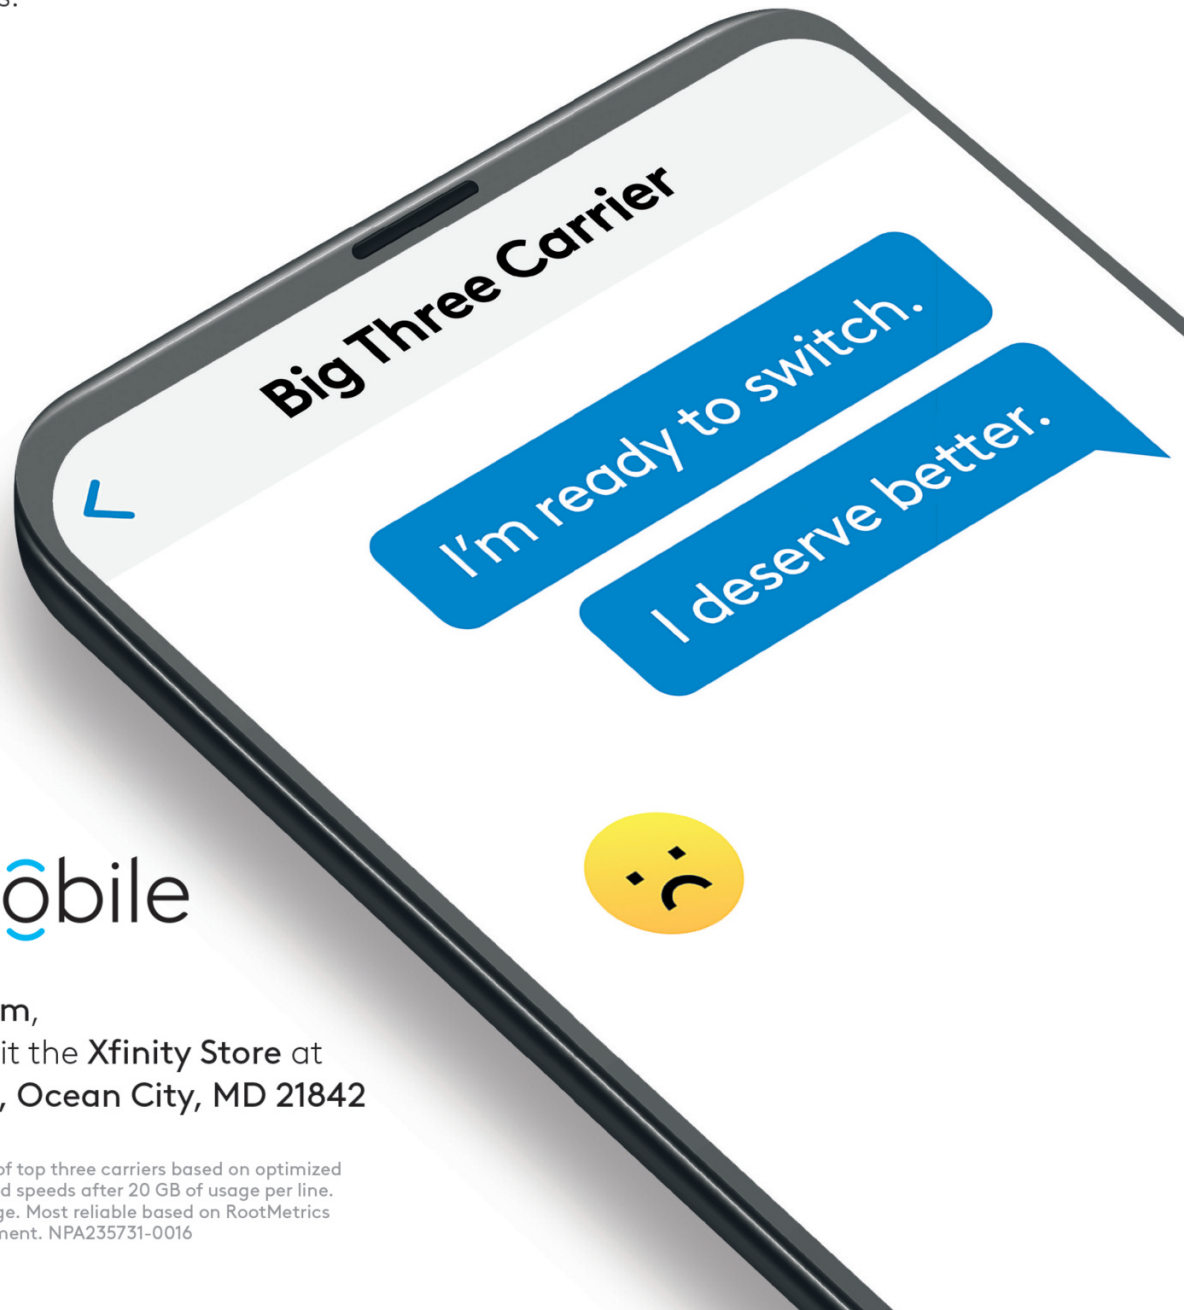 s.
Big Three Carrier
I'm ready to switch.
I deserve better.
obile
m,
it the Xfinity Store at
, Ocean City, MD 21842
of top three carriers based on optimized
d speeds after 20 GB of usage per line.
ge. Most reliable based on RootMetrics
nent. NPA235731-0016